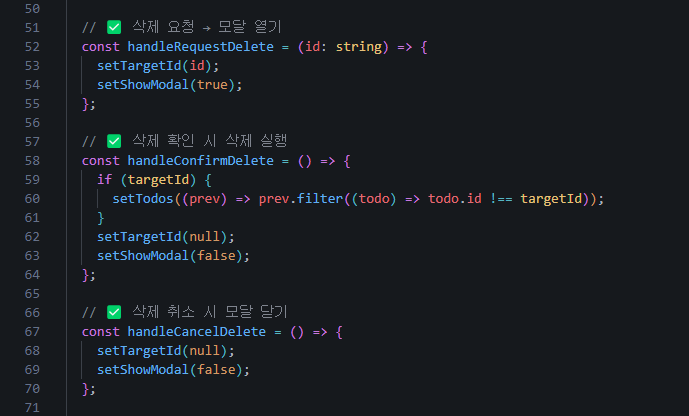 50
51 // ✅ 삭제 요청 → 모달 열기
52 const handleRequestDelete = (id: string) => {
53 setTargetId(id);
54 setShowModal(true);
55 };
56
57 // ✅ 삭제 확인 시 삭제 실행
58 const handleConfirmDelete = () => {
59 if (targetId) {
60 setTodos((prev) => prev.filter((todo) => todo.id !== targetId));
61 }
62 setTargetId(null);
63 setShowModal(false);
64 };
65
66 // ✅ 삭제 취소 시 모달 닫기
67 const handleCancelDelete = () => {
68 setTargetId(null);
69 setShowModal(false);
70 };
71